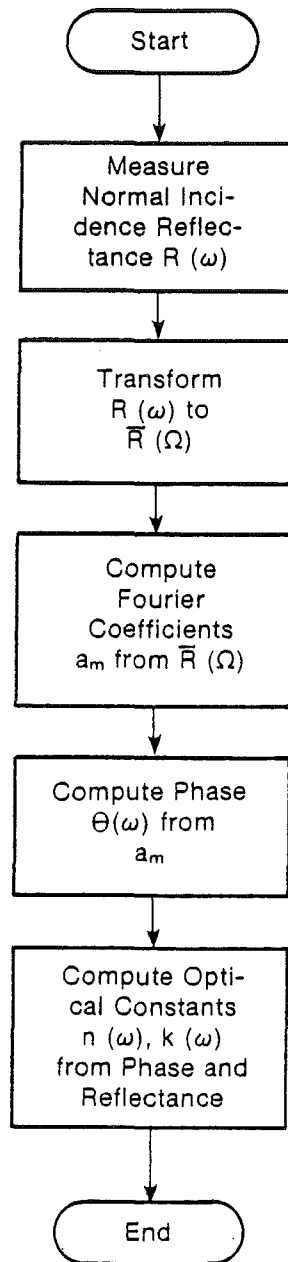 Start
Measure
Normal Inci-
dence Reflec-
tance R (ω)
Transform
R (ω) to
R̅ (Ω)
Compute
Fourier
Coefficients
aₘ from R̅ (Ω)
Compute Phase
Θ(ω) from
aₘ
Compute Opti-
cal Constants
n (ω), k (ω)
from Phase and
Reflectance
End